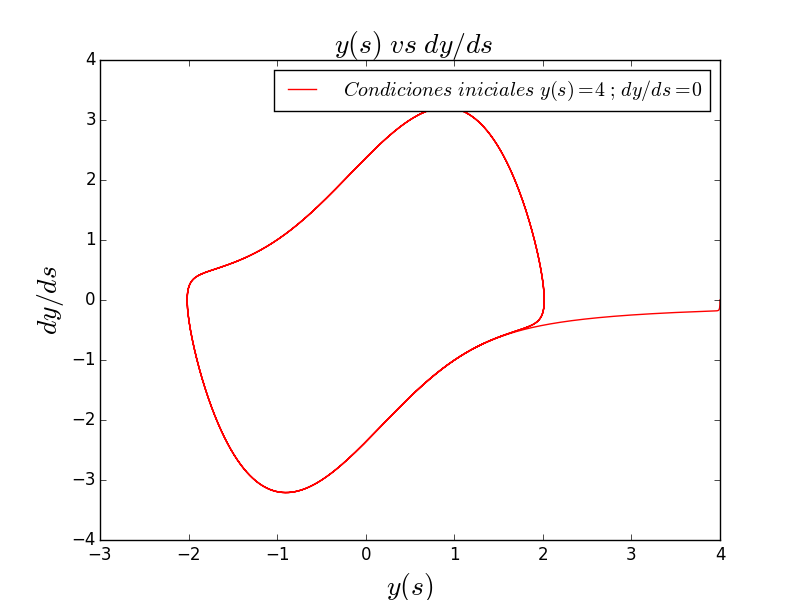 y(s) vs dy/ds
Condiciones iniciales y(s)=4 ; dy/ds=0
4
3
2
1
0
−1
−2
−3
−4
dy/ds
−3 −2 −1 0 1 2 3 4
y(s)